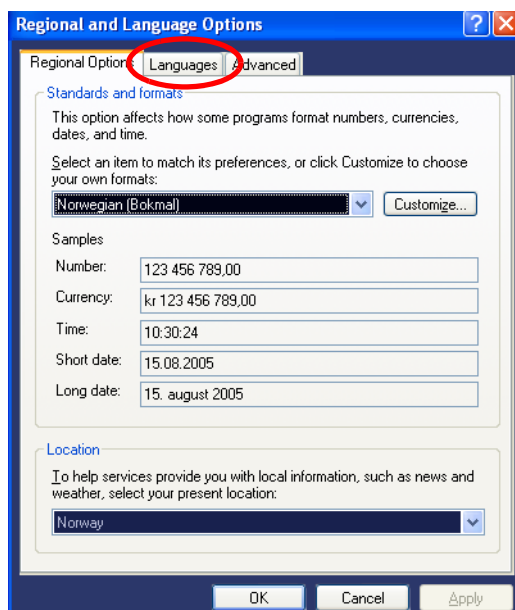 Regional and Language Options
Regional Options Languages Advanced
Standards and formats
This option affects how some programs format numbers, currencies,
dates, and time.
Select an item to match its preferences, or click Customize to choose
your own formats:
Norwegian (Bokmal) Customize...
Samples
Number: 123 456 789,00
Currency: kr 123 456 789,00
Time: 10:30:24
Short date: 15.08.2005
Long date: 15. august 2005
Location
To help services provide you with local information, such as news and
weather, select your present location:
Norway
OK Cancel Apply